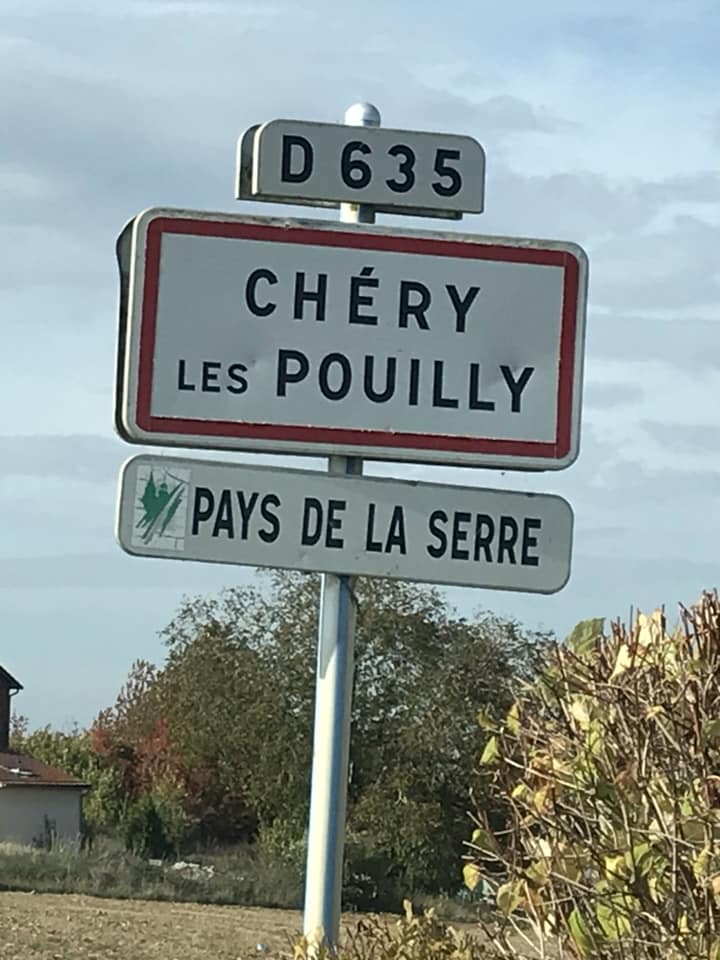 D 635
CHÉRY
LES POUILLY
PAYS DE LA SERRE